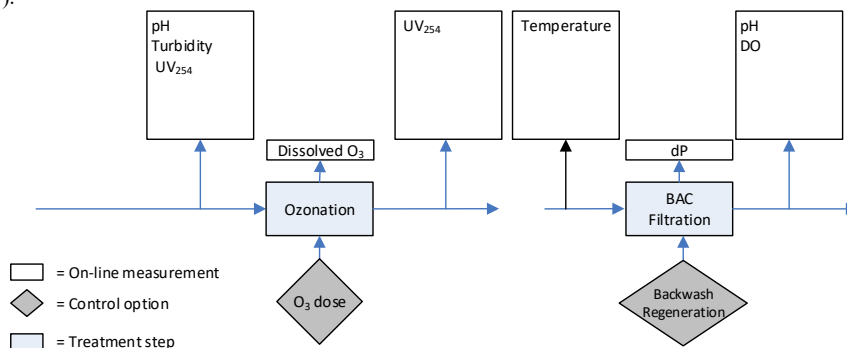 ).
pH
Turbidity
UV₂₅₄
UV₂₅₄
Temperature
pH
DO
Dissolved O₃
dP
Ozonation
BAC
Filtration
= On-line measurement
= Control option
= Treatment step
O₃ dose
Backwash
Regeneration